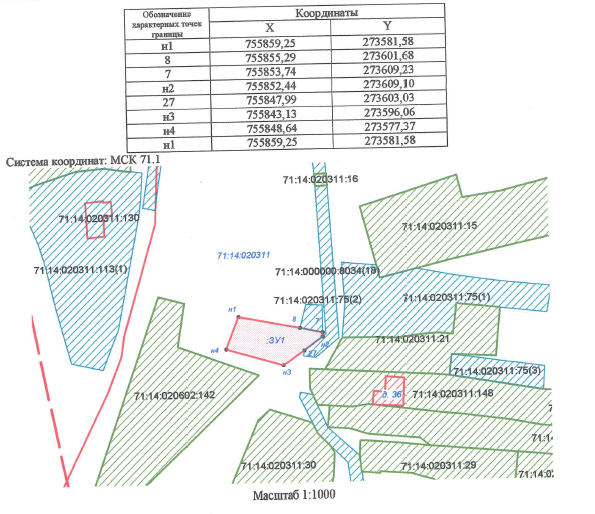 Обозначение характерных точек границы
Координаты
X Y
н1 755859,25 273581,58
8 755855,29 273601,68
7 755853,74 273609,23
н2 755852,44 273609,10
27 755847,99 273603,03
н3 755843,13 273596,06
н4 755848,64 273577,37
н1 755859,25 273581,58
Система координат: МСК 71.1
71:14:020311:16
71:14:020311:130
71:14:020311:15
71:14:020311
71:14:020311:113(1)
71:14:000000:8034(18)
71:14:020311:75(2)
71:14:020311:75(1)
н1
8
7
:ЗУ1
н2
71:14:020311:21
н4
27
н3
71:14:020311:75(3)
71:14:020602:142
д. 36
71:14:020311:148
71:14:020311:30
71:14:020311:29
Масштаб 1:1000